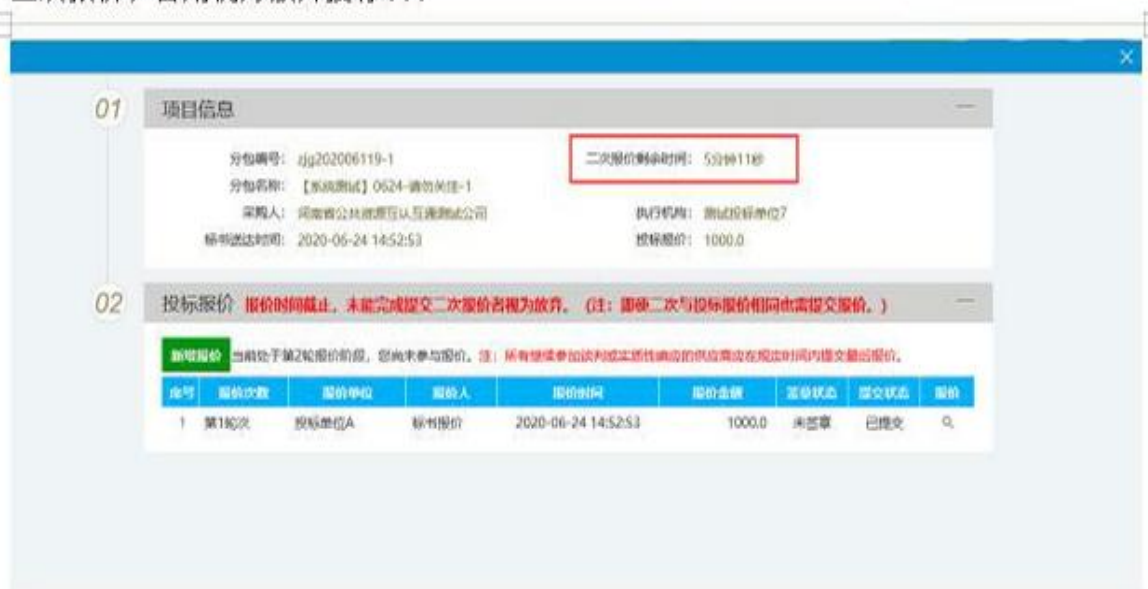 ×
01 项目信息
分包编号: zjg202006119-1 二次报价剩余时间: 5分钟11秒
分包名称: 【系统测试】0624-请勿关注-1
采购人: 河南省公共资源互认互通测试公司 执行机构: 测试投标单位7
标书送达时间: 2020-06-24 14:52:53 投标报价: 1000.0
02 投标报价 报价时间截止,未能完成提交二次报价者视为放弃。(注:即使二次与投标报价相同也需提交报价。)
新增报价 当前处于第2轮报价阶段,您尚未参与报价。注:所有继续参加谈判或实质性响应的供应商应在规定时间内提交最后报价。
序号 报价次数 报价单位 报价人 报价时间 报价金额 签章状态 提交状态 报价
1 第1轮次 投标单位A 标书报价 2020-06-24 14:52:53 1000.0 未签章 已提交